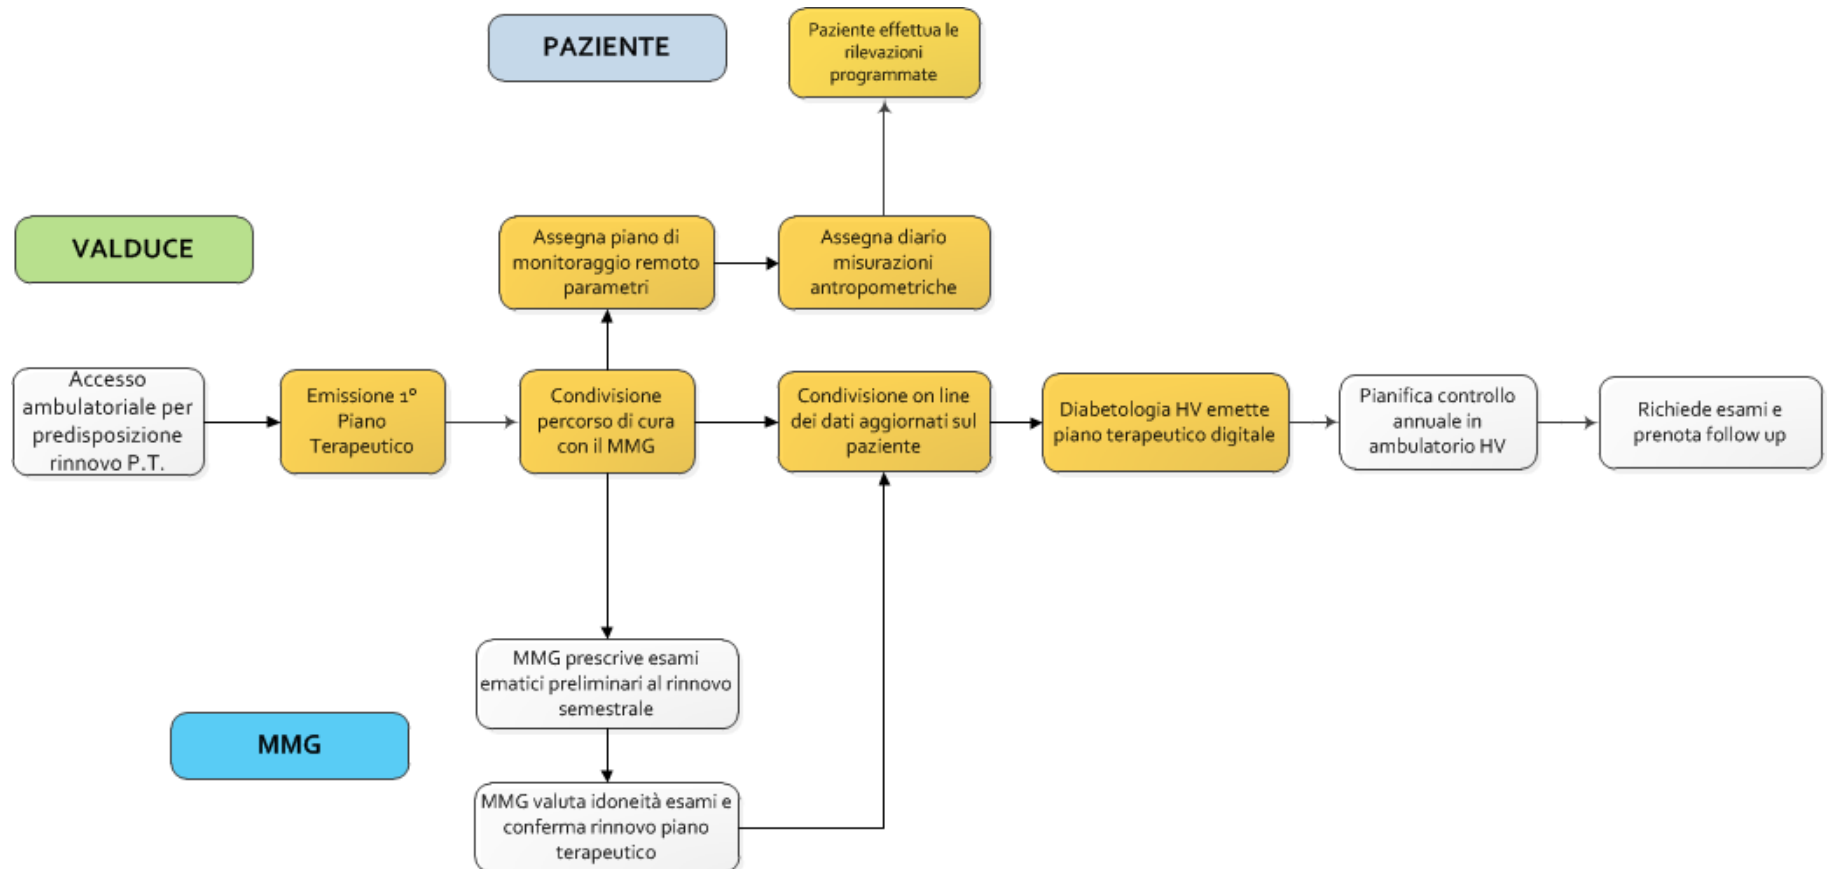 PAZIENTE
Paziente effettua le
rilevazioni
programmate
VALDUCE
Assegna piano di
monitoraggio remoto
parametri
Assegna diario
misurazioni
antropometriche
Accesso
ambulatoriale per
predisposizione
rinnovo P.T.
Emissione 1°
Piano
Terapeutico
Condivisione
percorso di cura
con il MMG
Condivisione on line
dei dati aggiornati sul
paziente
Diabetologia HV emette
piano terapeutico digitale
Pianifica controllo
annuale in
ambulatorio HV
Richiede esami e
prenota follow up
MMG prescrive esami
ematici preliminari al rinnovo
semestrale
MMG
MMG valuta idoneità esami e
conferma rinnovo piano
terapeutico